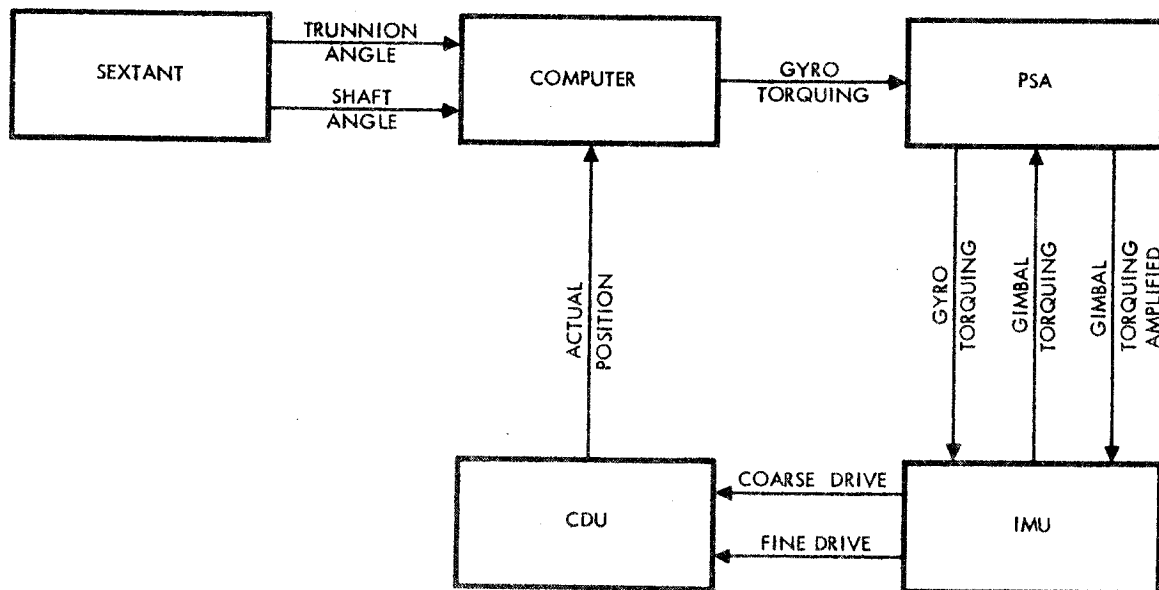 SEXTANT
TRUNNION
ANGLE
SHAFT
ANGLE
COMPUTER
GYRO
TORQUING
PSA
ACTUAL
POSITION
GYRO
TORQUING
GIMBAL
TORQUING
GIMBAL
TORQUING
AMPLIFIED
CDU
COARSE DRIVE
FINE DRIVE
IMU